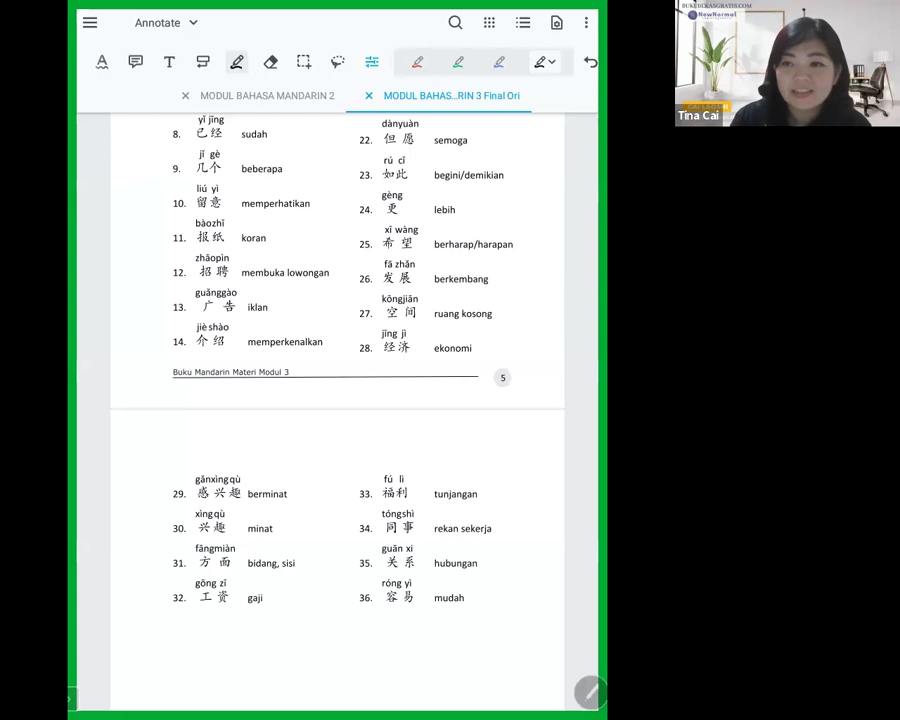 Annotate
MODUL BAHASA MANDARIN 2
MODUL BAHAS...RIN 3 Final Ori
yǐ jīng
8. 已经 sudah
jǐ gè
9. 几个 beberapa
liú yì
10. 留意 memperhatikan
bàozhǐ
11. 报纸 koran
zhāopìn
12. 招聘 membuka lowongan
guǎnggào
13. 广告 iklan
jiè shào
14. 介绍 memperkenalkan
dànyuàn
22. 但愿 semoga
rú cǐ
23. 如此 begini/demikian
gèng
24. 更 lebih
xī wàng
25. 希望 berharap/harapan
fā zhǎn
26. 发展 berkembang
kōngjiān
27. 空间 ruang kosong
jīng jì
28. 经济 ekonomi
Buku Mandarin Materi Modul 3
5
gǎnxìngqù
29. 感兴趣 berminat
xìngqù
30. 兴趣 minat
fāngmiàn
31. 方面 bidang, sisi
gōng zī
32. 工资 gaji
fú lì
33. 福利 tunjangan
tóngshì
34. 同事 rekan sekerja
guān xi
35. 关系 hubungan
róng yì
36. 容易 mudah
BUKUDEKASGRATIS.COM
NewNormal
Tina Cai